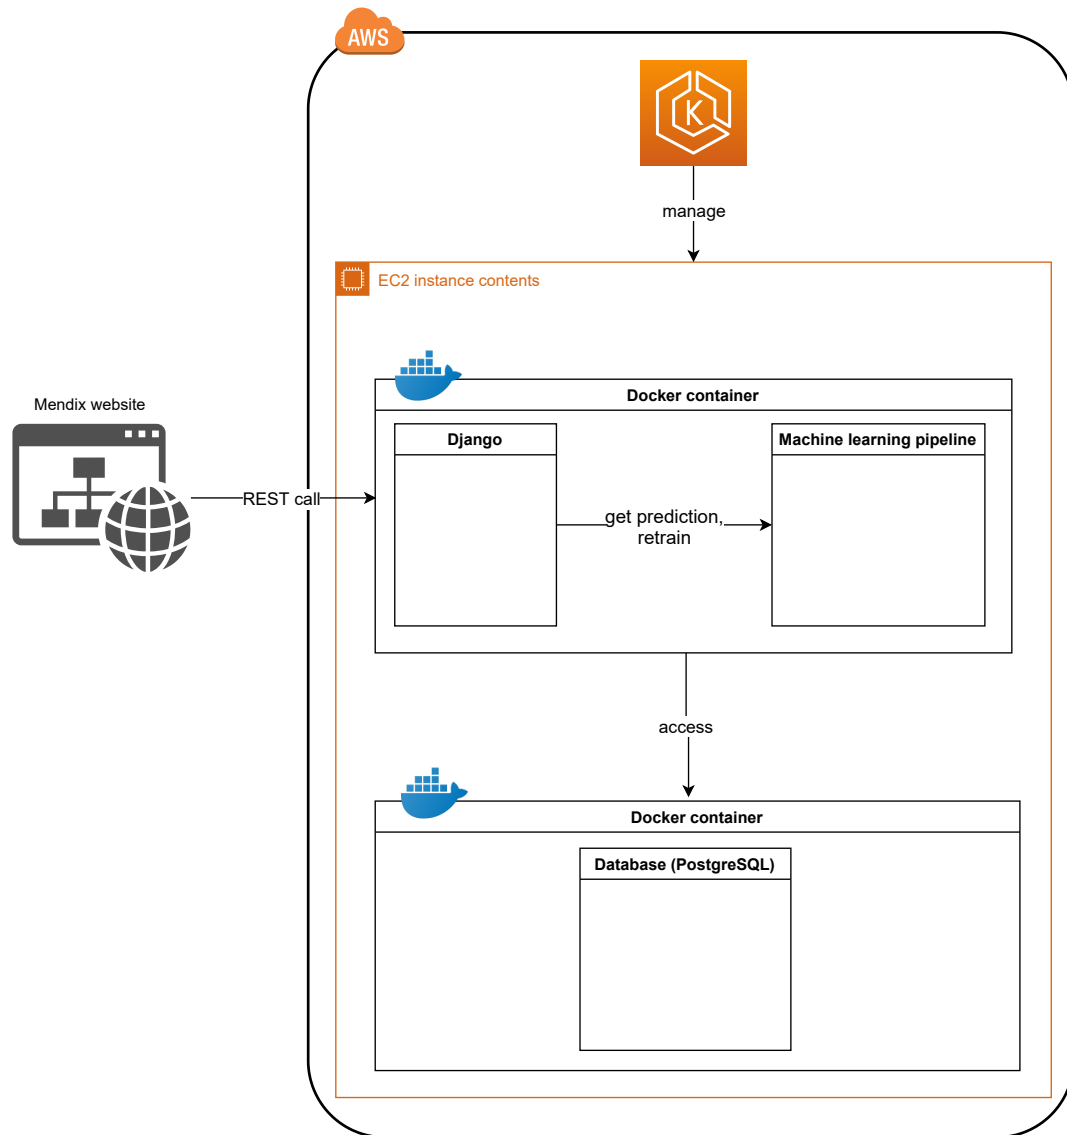 AWS
K
manage
EC2 instance contents
Docker container
Mendix website
Django
Machine learning pipeline
REST call
get prediction,
retrain
access
Docker container
Database (PostgreSQL)